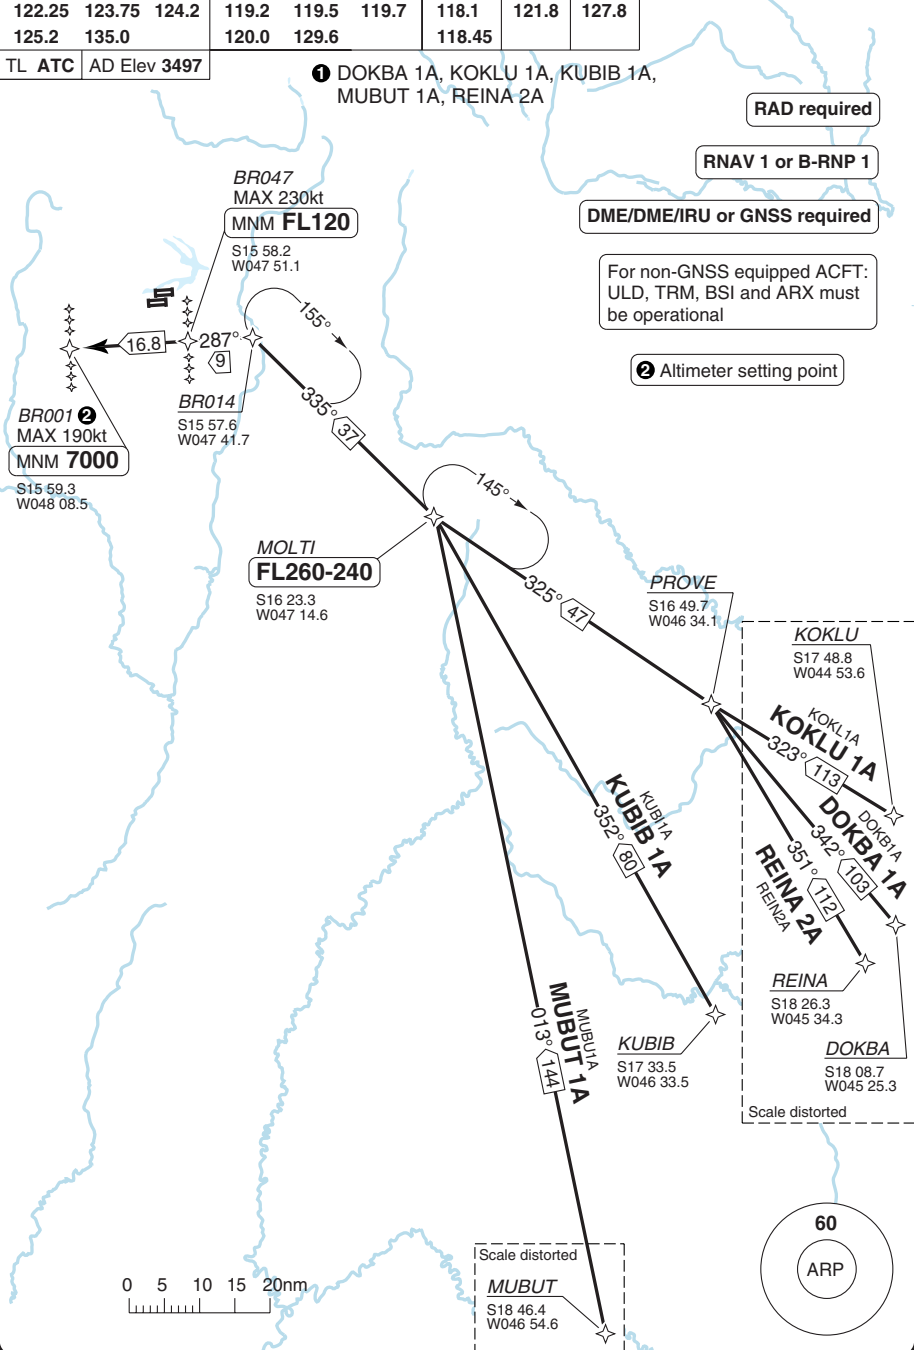 122.25 123.75 124.2 119.2 119.5 119.7 118.1 121.8 127.8
125.2 135.0 120.0 129.6 118.45
TL ATC AD Elev 3497
1 DOKBA 1A, KOKLU 1A, KUBIB 1A,
MUBUT 1A, REINA 2A
RAD required
RNAV 1 or B-RNP 1
DME/DME/IRU or GNSS required
For non-GNSS equipped ACFT:
ULD, TRM, BSI and ARX must
be operational
2 Altimeter setting point
BR047
MAX 230kt
MNM FL120
S15 58.2
W047 51.1
16.8
287°
9
155°
BR014
S15 57.6
W047 41.7
BR001 2
MAX 190kt
MNM 7000
S15 59.3
W048 08.5
335°
37
145°
MOLTI
FL260-240
S16 23.3
W047 14.6
325°
47
PROVE
S16 49.7
W046 34.1
KOKLU
S17 48.8
W044 53.6
KOKL1A
KOKLU 1A
323°
113
DOKB1A
DOKBA 1A
342°
103
351°
112
REINA 2A
REIN2A
KUBI1A
KUBIB 1A
352°
80
REINA
S18 26.3
W045 34.3
DOKBA
S18 08.7
W045 25.3
Scale distorted
KUBIB
S17 33.5
W046 33.5
MUBU1A
MUBUT 1A
013°
144
60
ARP
Scale distorted
MUBUT
S18 46.4
W046 54.6
0 5 10 15 20nm